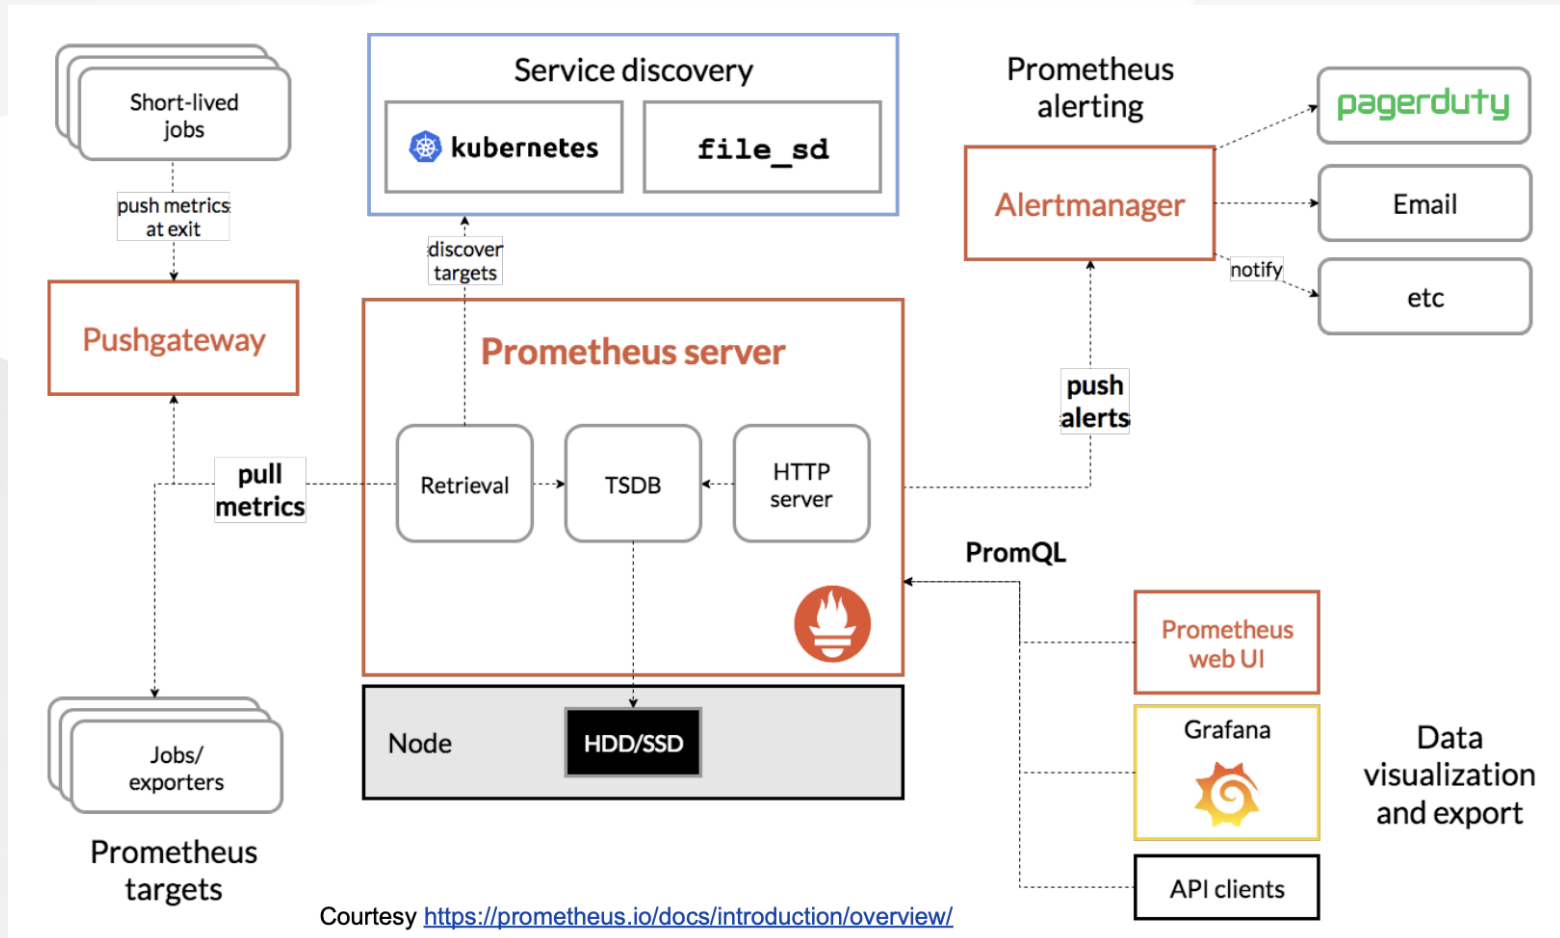 Short-lived
jobs
push metrics
at exit
Pushgateway
pull
metrics
Jobs/
exporters
Prometheus
targets
Service discovery
kubernetes
file_sd
discover
targets
Prometheus server
Retrieval
TSDB
HTTP
server
Node
HDD/SSD
Prometheus
alerting
Alertmanager
pagerduty
Email
notify
etc
push
alerts
PromQL
Prometheus
web UI
Grafana
API clients
Data
visualization
and export
Courtesy https://prometheus.io/docs/introduction/overview/